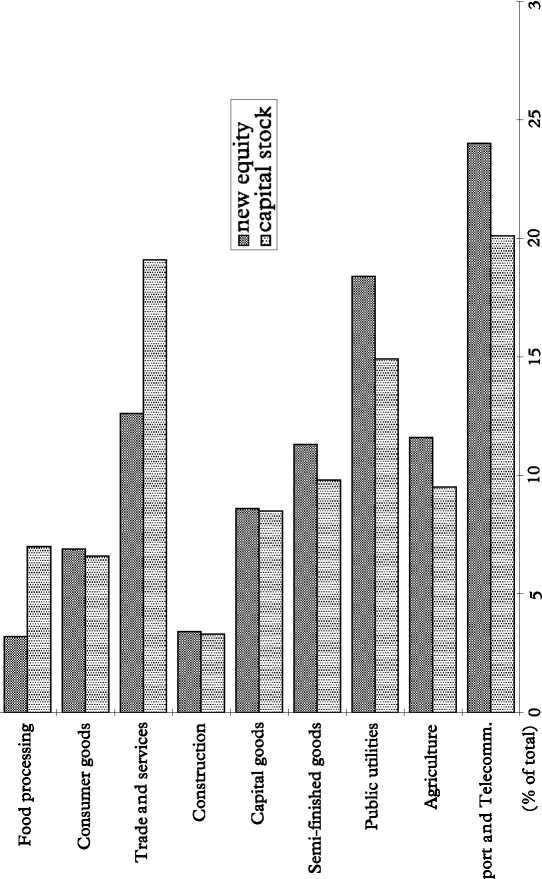 Food processing
Consumer goods
Trade and services
Construction
Capital goods
Semi-finished goods
Public utilities
Agriculture
port and Telecomm.
new equity
capital stock
0
5
10
15
20
25
3
(% of total)